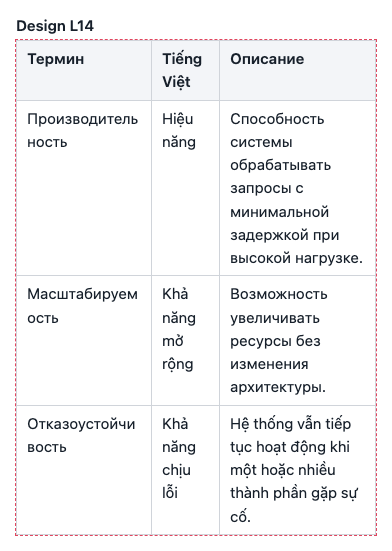 Design L14
Термин
Tiếng
Việt
Описание
Производитель
ность
Hiệu
năng
Способность
системы
обрабатывать
запросы с
минимальной
задержкой при
высокой нагрузке.
Масштабируем
ость
Khả
năng
mở
rộng
Возможность
увеличивать
ресурсы без
изменения
архитектуры.
Отказоустойчи
вость
Khả
năng
chịu
lỗi
Hệ thống vẫn tiếp
tục hoạt động khi
một hoặc nhiều
thành phần gặp sự
cố.